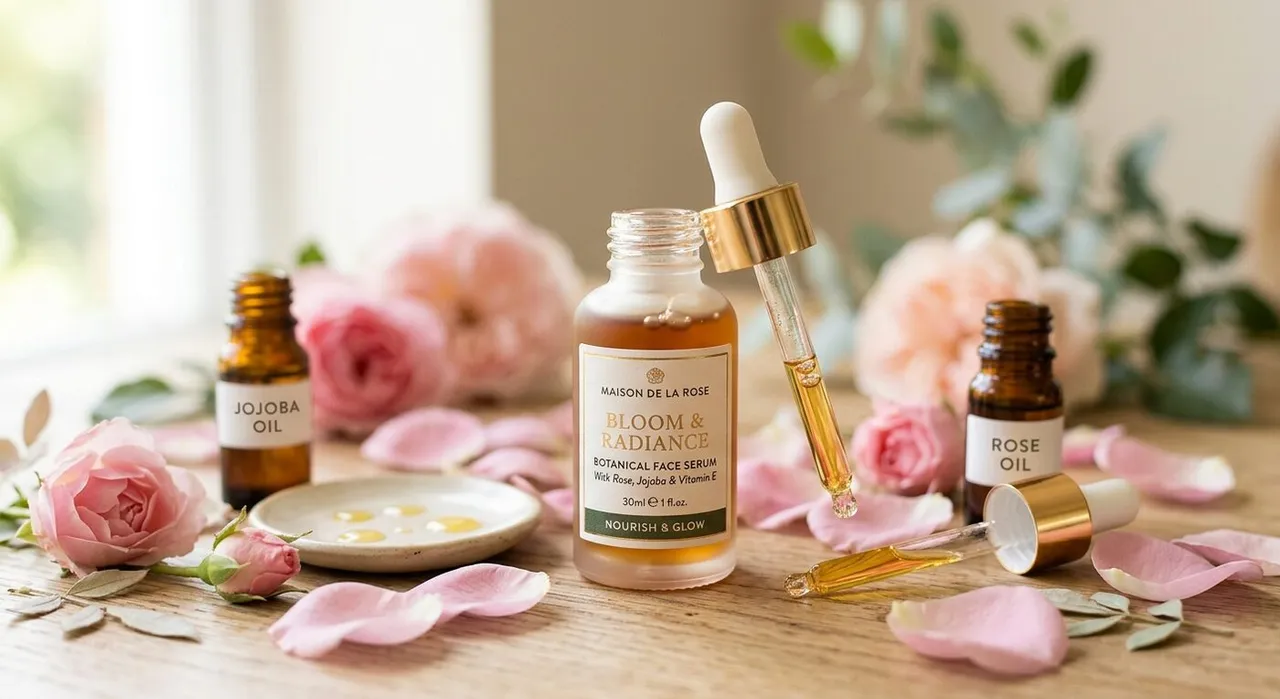 JOJOBA
OIL
MAISON DE LA ROSE
BLOOM &
RADIANCE
BOTANICAL FACE SERUM
With Rose, Jojoba & Vitamin E
30ml ℮ 1 fl.oz.
NOURISH & GLOW
ROSE
OIL